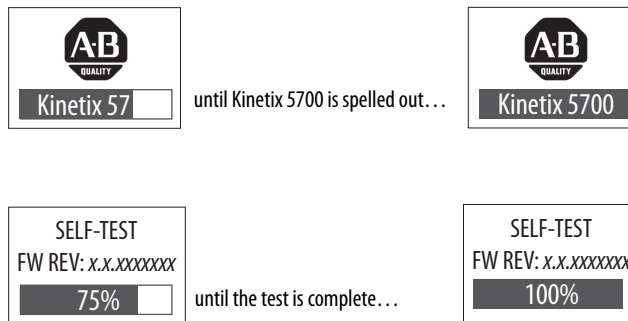 A·B
QUALITY
Kinetix 57
until Kinetix 5700 is spelled out…
A·B
QUALITY
Kinetix 5700
SELF-TEST
FW REV: x.x.xxxxxxx
75%
until the test is complete…
SELF-TEST
FW REV: x.x.xxxxxxx
100%